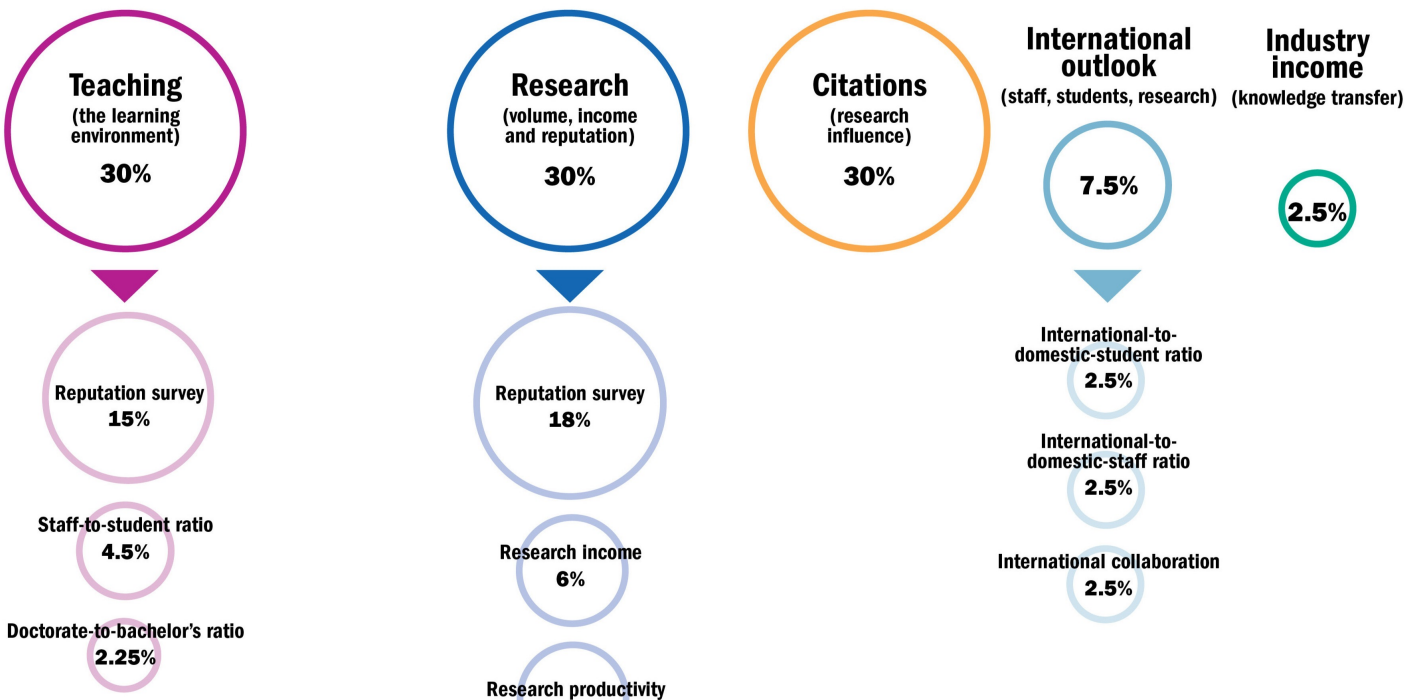 Teaching
(the learning
environment)
30%
Reputation survey
15%
Staff-to-student ratio
4.5%
Doctorate-to-bachelor's ratio
2.25%
Research
(volume, income
and reputation)
30%
Reputation survey
18%
Research income
6%
Research productivity
Citations
(research
influence)
30%
International
outlook
(staff, students, research)
7.5%
International-to-
domestic-student ratio
2.5%
International-to-
domestic-staff ratio
2.5%
International collaboration
2.5%
Industry
income
(knowledge transfer)
2.5%